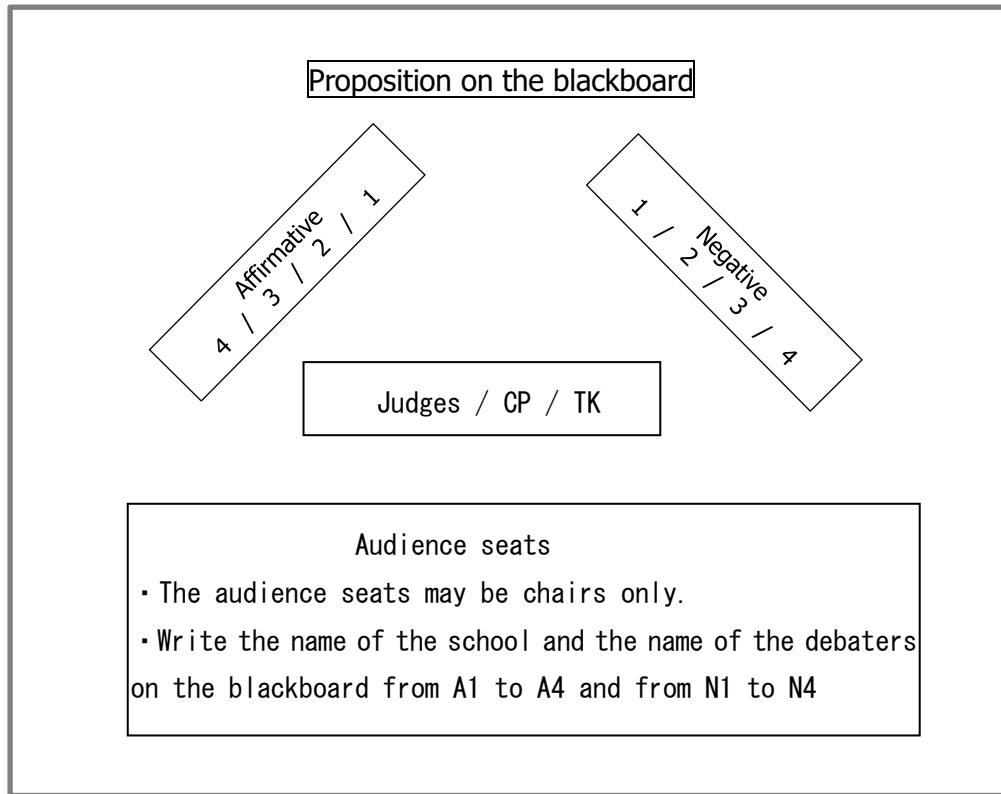 Proposition on the blackboard
Affirmative
4 / 3 / 2 / 1
Negative
1 / 2 / 3 / 4
Judges / CP / TK
Audience seats
・The audience seats may be chairs only.
・Write the name of the school and the name of the debaters
on the blackboard from A1 to A4 and from N1 to N4